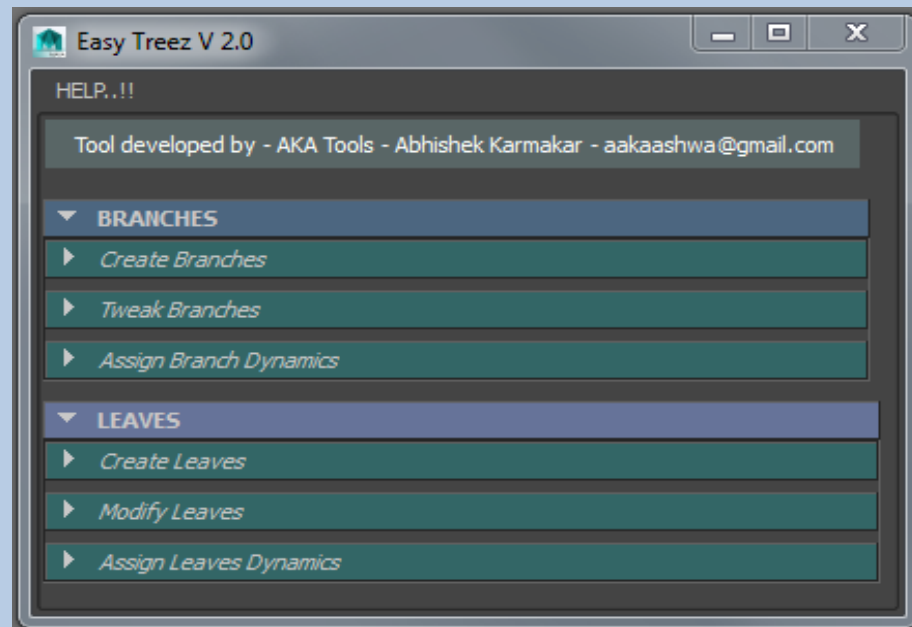 Easy Treez V 2.0
HELP..!!
Tool developed by - AKA Tools - Abhishek Karmakar - aakaashwa@gmail.com
BRANCHES
Create Branches
Tweak Branches
Assign Branch Dynamics
LEAVES
Create Leaves
Modify Leaves
Assign Leaves Dynamics